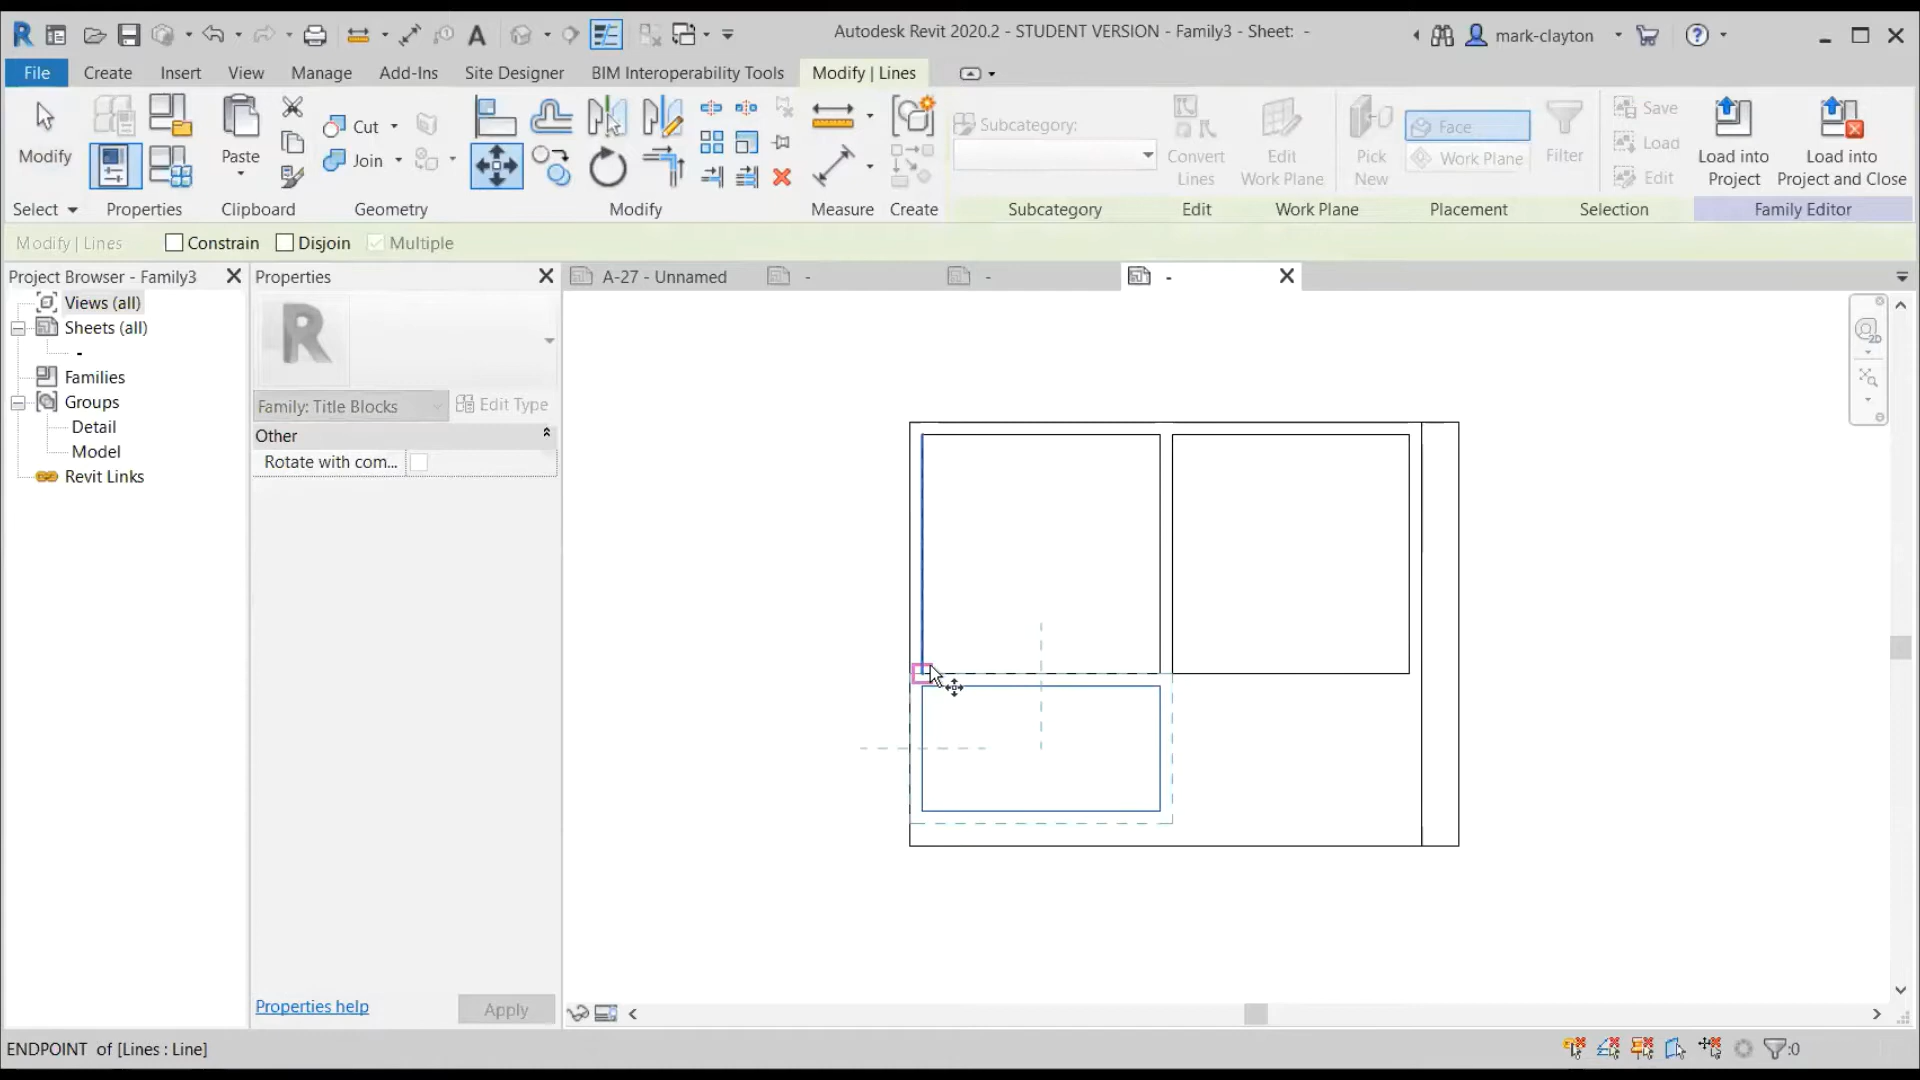 Autodesk Revit 2020.2 - STUDENT VERSION - Family3 - Sheet: -
mark-clayton
File Create Insert View Manage Add-Ins Site Designer BIM Interoperability Tools Modify | Lines
Modify
Paste
Cut
Join
Subcategory:
Convert Lines
Edit Work Plane
Pick New
Face
Work Plane
Filter
Save
Load
Edit
Load into Project
Load into Project and Close
Select Properties Clipboard Geometry Modify Measure Create Subcategory Edit Work Plane Placement Selection Family Editor
Modify | Lines Constrain Disjoin Multiple
Project Browser - Family3
Views (all)
Sheets (all)
-
Families
Groups
Detail
Model
Revit Links
Properties
R
Family: Title Blocks
Edit Type
Other
Rotate with com...
Properties help
Apply
A-27 - Unnamed
-
-
-
2D
ENDPOINT of [Lines : Line]
:0